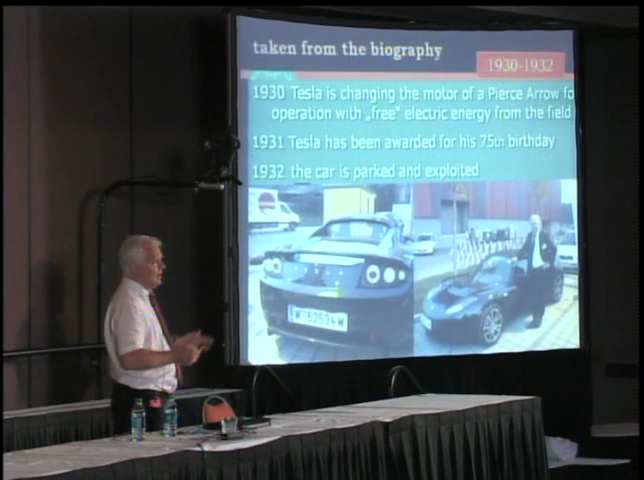 taken from the biography
1930-1932
1930 Tesla is changing the motor of a Pierce Arrow fo
operation with „free" electric energy from the field
1931 Tesla has been awarded for his 75th birthday
1932 the car is parked and exploited
W 63534W